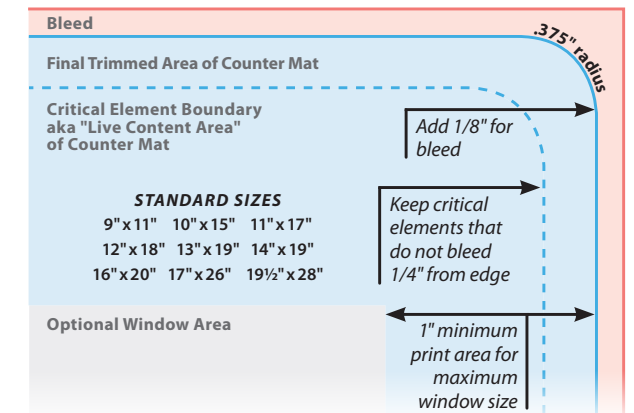 Bleed
.375" radius
Final Trimmed Area of Counter Mat
Critical Element Boundary
aka "Live Content Area"
of Counter Mat
Add 1/8" for
bleed
STANDARD SIZES
9"x11" 10"x15" 11"x17"
12"x18" 13"x19" 14"x19"
16"x20" 17"x26" 19½"x28"
Keep critical
elements that
do not bleed
1/4" from edge
Optional Window Area
1" minimum
print area for
maximum
window size